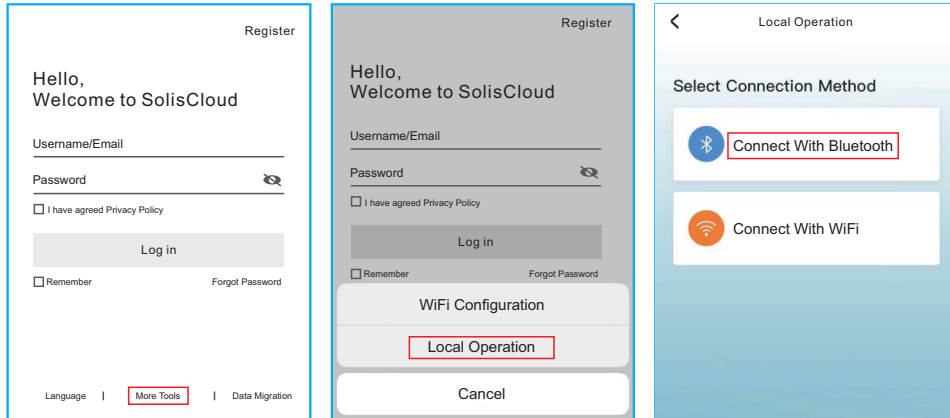 Register
Hello,
Welcome to SolisCloud
Username/Email
Password
I have agreed Privacy Policy
Log in
Remember Forgot Password
Language | More Tools | Data Migration
Register
Hello,
Welcome to SolisCloud
Username/Email
Password
I have agreed Privacy Policy
Log in
Remember Forgot Password
WiFi Configuration
Local Operation
Cancel
Local Operation
Select Connection Method
Connect With Bluetooth
Connect With WiFi